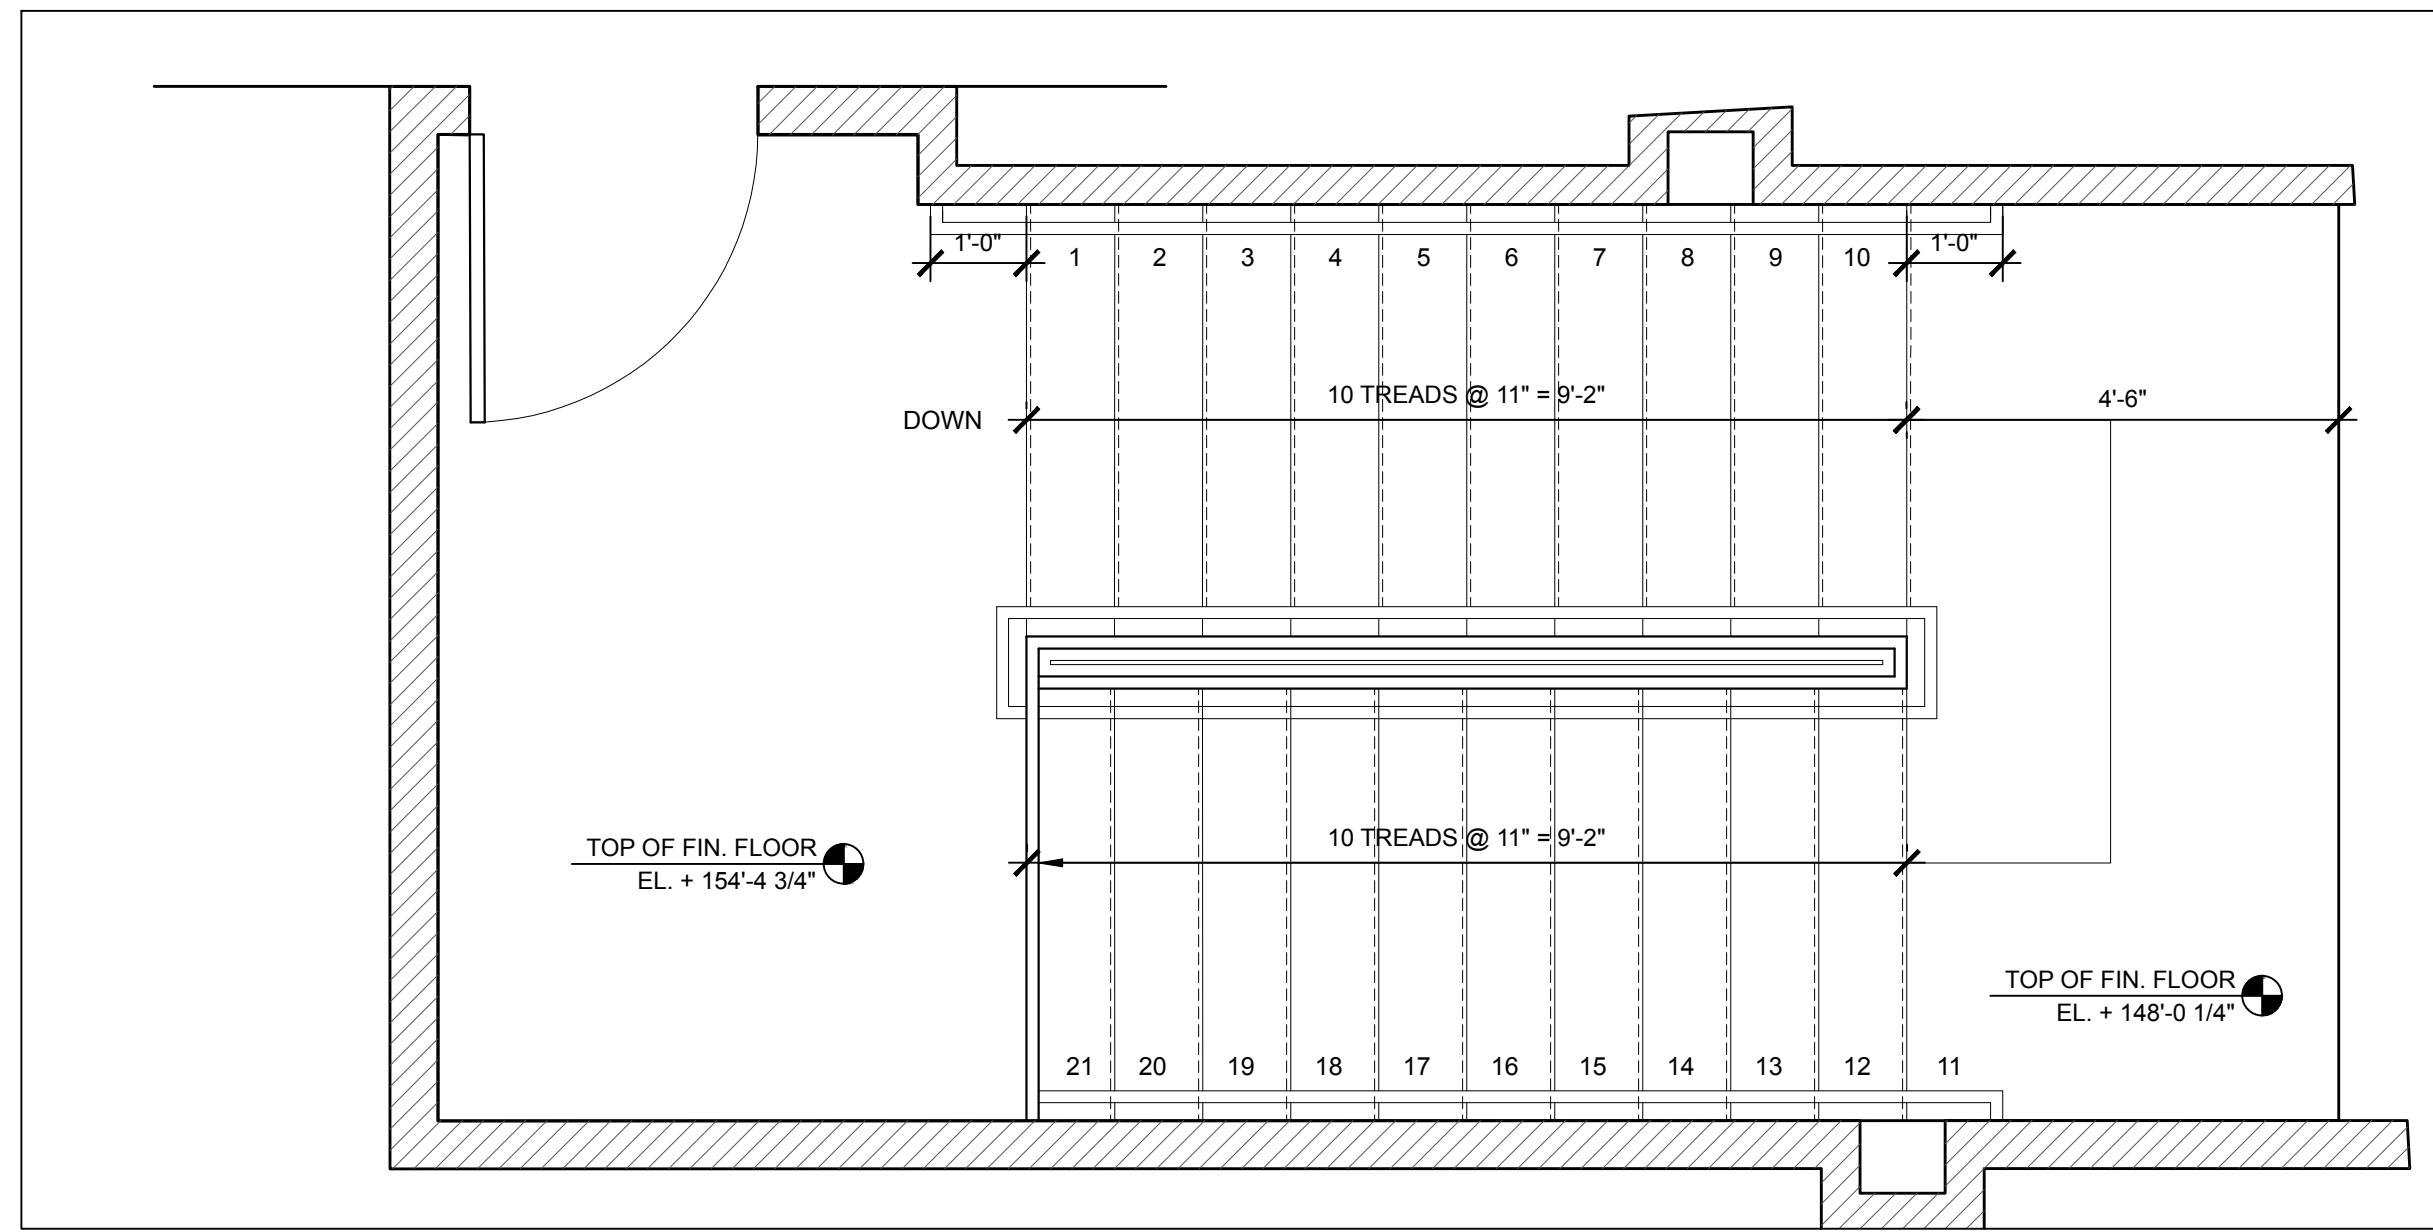 1'-0"
1 2 3 4 5 6 7 8 9 10
1'-0"
10 TREADS @ 11" = 9'-2"
4'-6"
DOWN
10 TREADS @ 11" = 9'-2"
TOP OF FIN. FLOOR
EL. + 154'-4 3/4"
TOP OF FIN. FLOOR
EL. + 148'-0 1/4"
21 20 19 18 17 16 15 14 13 12 11